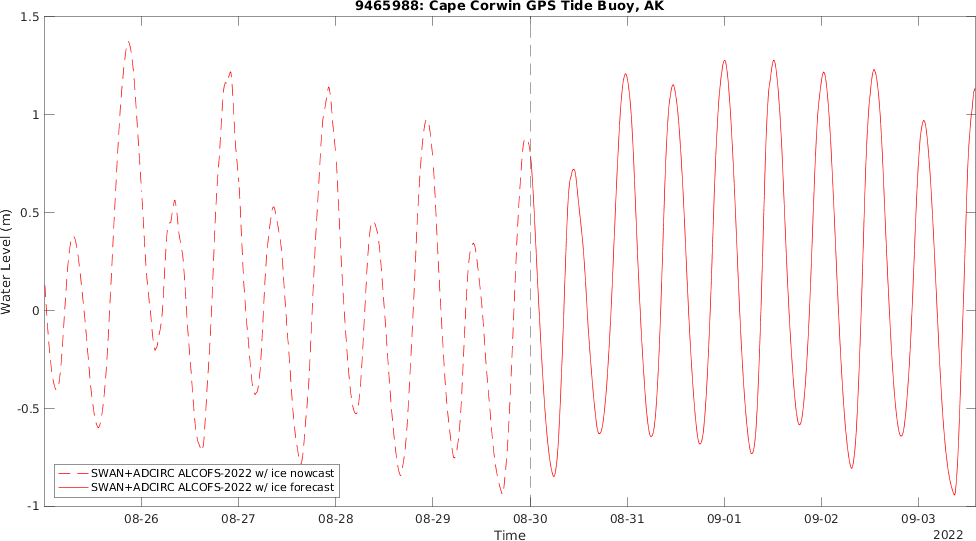 9465988: Cape Corwin GPS Tide Buoy, AK
1.5
1
0.5
0
-0.5
-1
Water Level (m)
SWAN+ADCIRC ALCOFS-2022 w/ ice nowcast
SWAN+ADCIRC ALCOFS-2022 w/ ice forecast
08-26 08-27 08-28 08-29 08-30 08-31 09-01 09-02 09-03
Time
2022